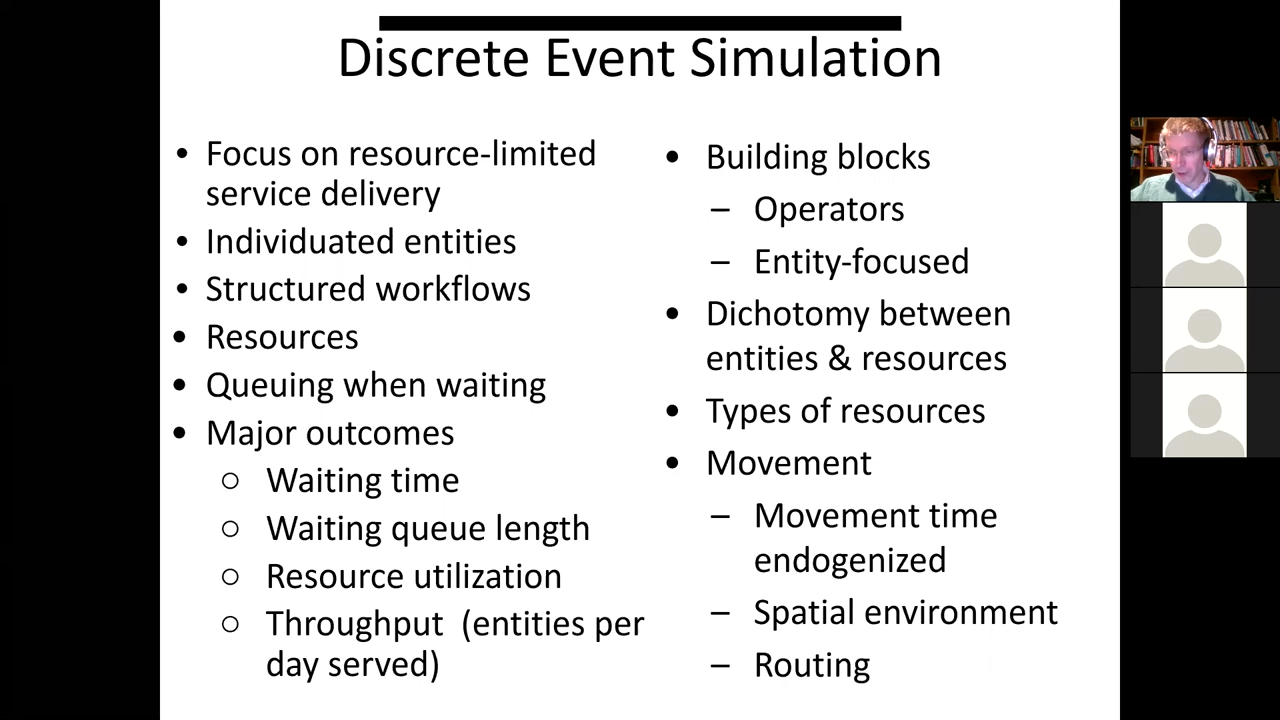 Discrete Event Simulation
• Focus on resource-limited
service delivery
• Individuated entities
• Structured workflows
• Resources
• Queuing when waiting
• Major outcomes
○ Waiting time
○ Waiting queue length
○ Resource utilization
○ Throughput (entities per
day served)
• Building blocks
– Operators
– Entity-focused
• Dichotomy between
entities & resources
• Types of resources
• Movement
– Movement time
endogenized
– Spatial environment
– Routing